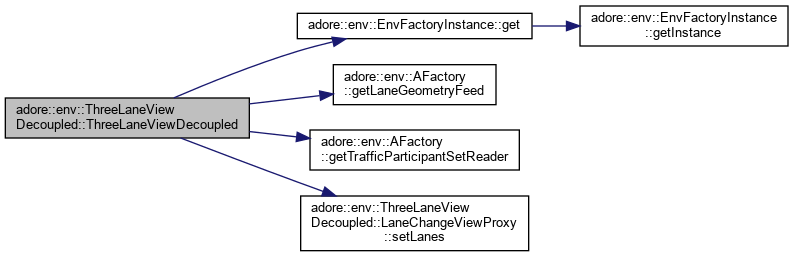 adore::env::ThreeLaneView
Decoupled::ThreeLaneViewDecoupled
adore::env::EnvFactoryInstance::get
adore::env::EnvFactoryInstance
::getInstance
adore::env::AFactory
::getLaneGeometryFeed
adore::env::AFactory
::getTrafficParticipantSetReader
adore::env::ThreeLaneView
Decoupled::LaneChangeViewProxy
::setLanes